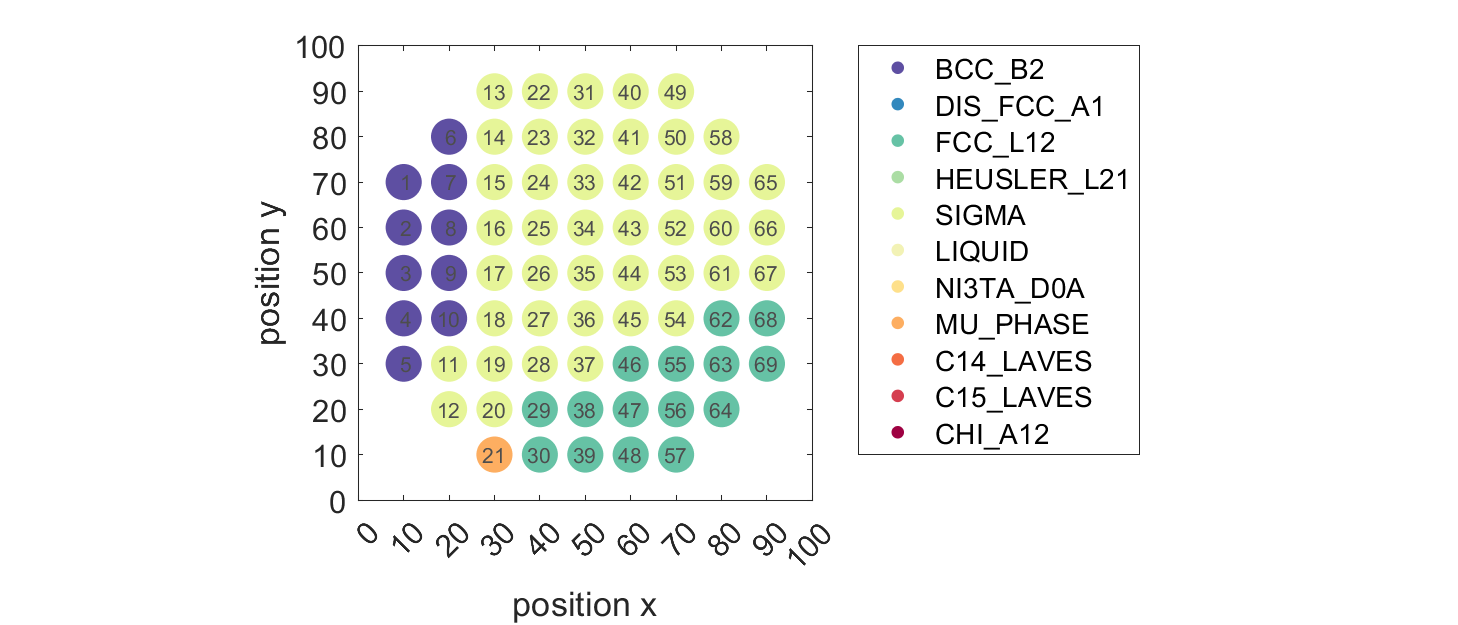 100
90
80
70
60
50
40
30
20
10
0
position y
13 22 31 40 49
6 14 23 32 41 50 58
1 7 15 24 33 42 51 59 65
2 8 16 25 34 43 52 60 66
3 9 17 26 35 44 53 61 67
4 10 18 27 36 45 54 62 68
5 11 19 28 37 46 55 63 69
12 20 29 38 47 56 64
21 30 39 48 57
0 10 20 30 40 50 60 70 80 90 100
position x
BCC_B2
DIS_FCC_A1
FCC_L12
HEUSLER_L21
SIGMA
LIQUID
NI3TA_D0A
MU_PHASE
C14_LAVES
C15_LAVES
CHI_A12